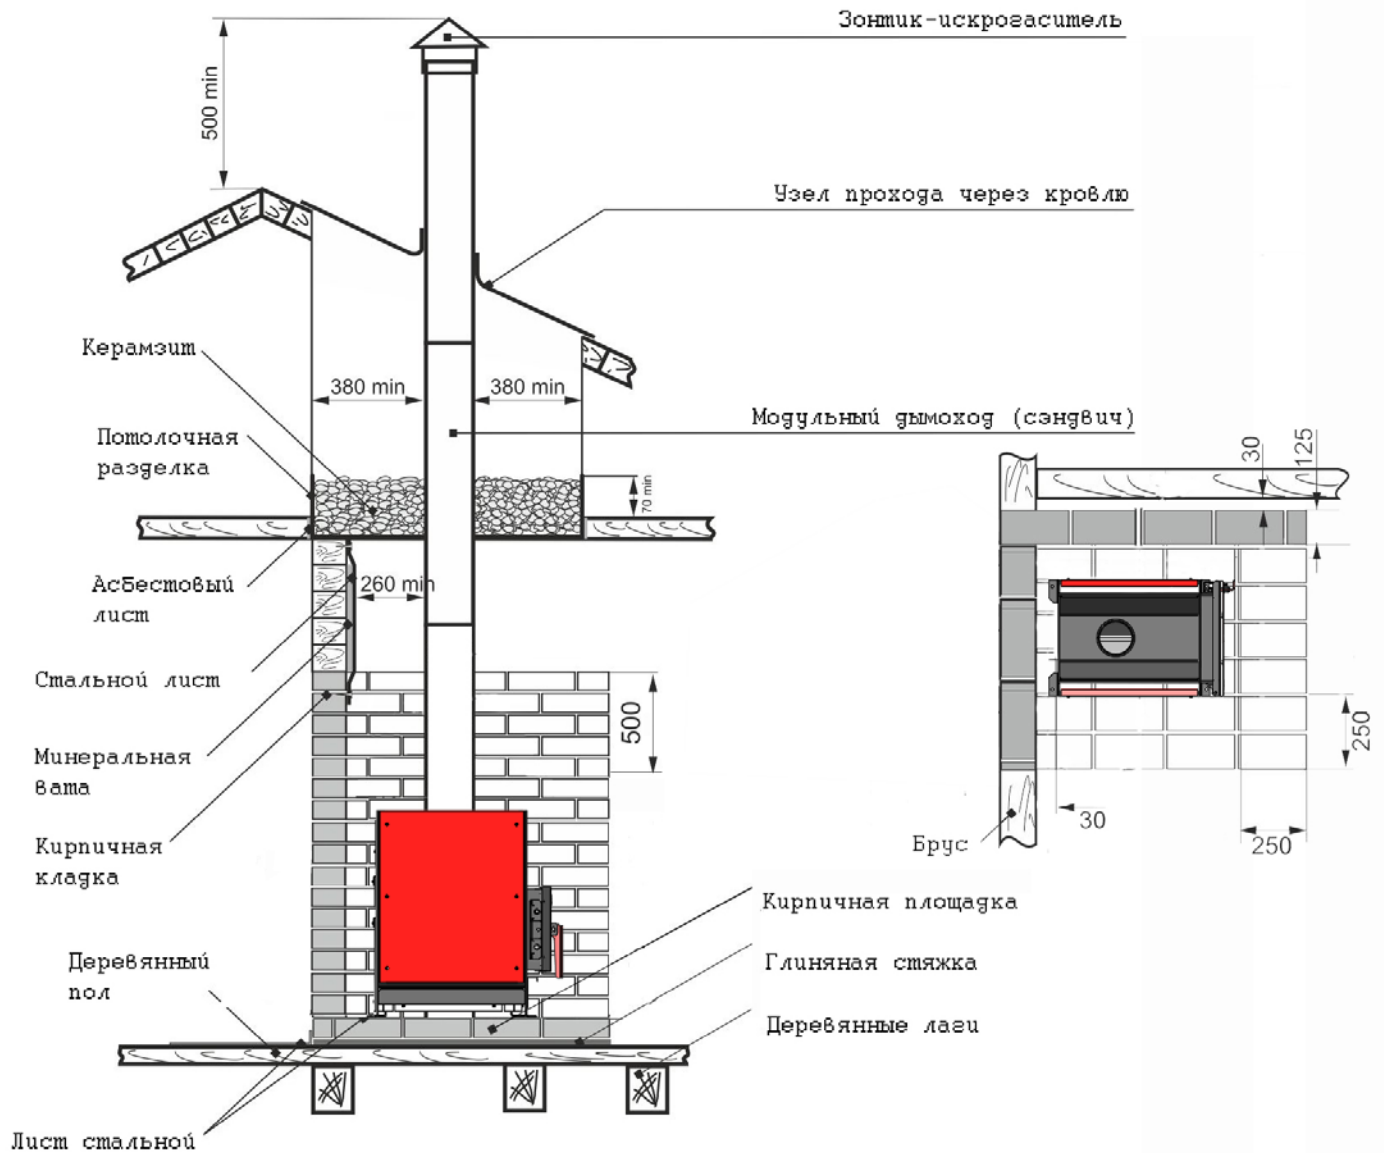 Зонтик-искрогаситель
500 min
Узел прохода через кровлю
Керамзит
380 min
380 min
Модульный дымоход (сэндвич)
Потолочная
разделка
70 min
30
125
Асбестовый
лист
260 min
Стальной лист
500
Минеральная
вата
250
30
Брус
250
Кирпичная
кладка
Кирпичная площадка
Деревянный
пол
Глиняная стяжка
Деревянные лаги
Лист стальной